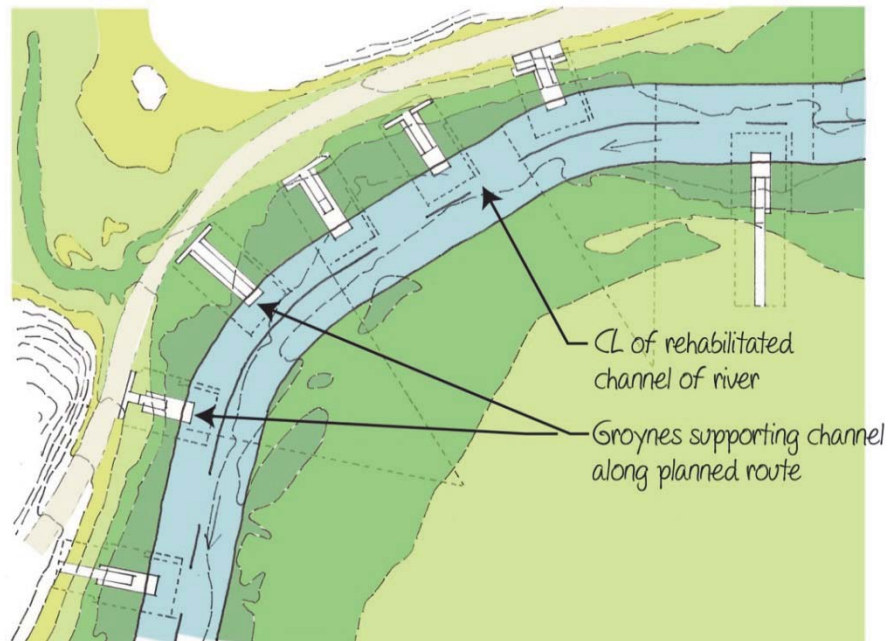 CL of rehabilitated
channel of river
Groynes supporting channel
along planned route